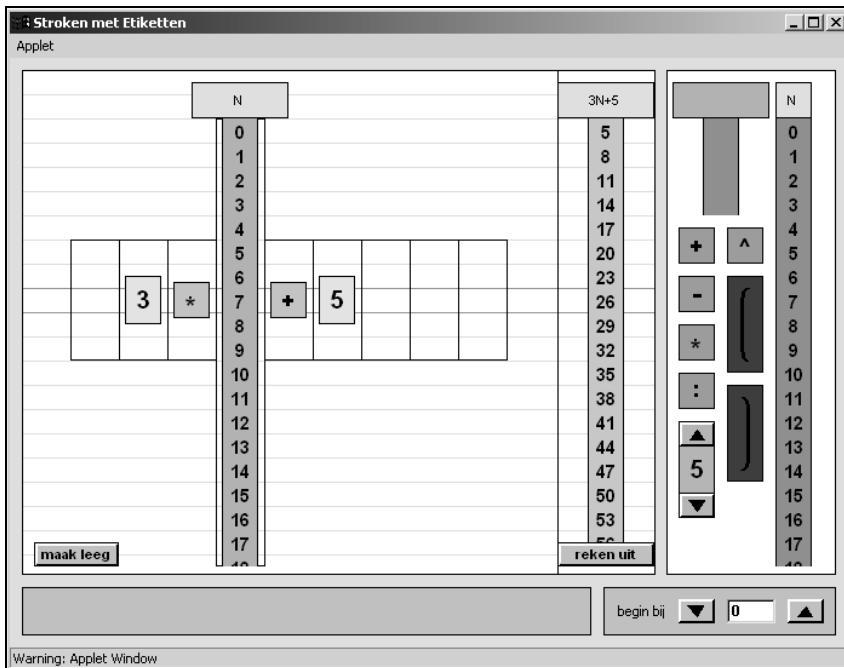 Stroken met Etiketten
Applet
N 3N+5 N
0 5 0
1 8 1
2 11 2
3 14 3
4 17 4
5 20 + ^ 5
6 23 6
3 * 7 + 5 26 - 7
8 29 8
9 32 * 9
10 35 10
11 38 : 11
12 41 12
13 44 13
14 47 5 14
15 50 15
16 53 16
maak leeg 17 reken uit 17
begin bij 0
Warning: Applet Window